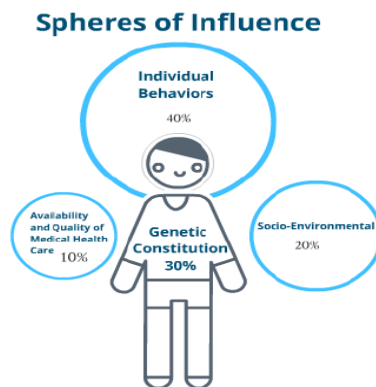 Spheres of Influence
Individual
Behaviors
40%
Availability
and Quality of
Medical Health
Care 10%
Genetic
Constitution
30%
Socio-Environmental
20%